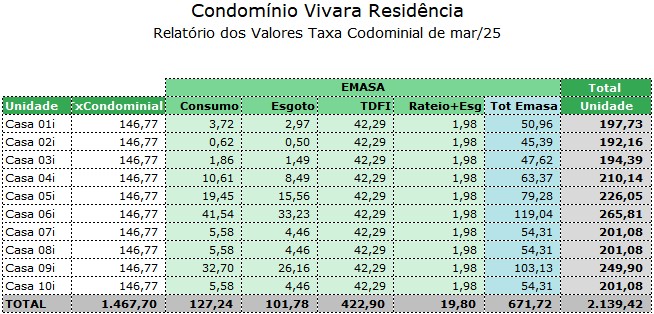 Condomínio Vivara Residência
Relatório dos Valores Taxa Codominial de mar/25
EMASA Total
Unidade xCondominial Consumo Esgoto TDFI Rateio+Esg Tot Emasa Unidade
Casa 01i 146,77 3,72 2,97 42,29 1,98 50,96 197,73
Casa 02i 146,77 0,62 0,50 42,29 1,98 45,39 192,16
Casa 03i 146,77 1,86 1,49 42,29 1,98 47,62 194,39
Casa 04i 146,77 10,61 8,49 42,29 1,98 63,37 210,14
Casa 05i 146,77 19,45 15,56 42,29 1,98 79,28 226,05
Casa 06i 146,77 41,54 33,23 42,29 1,98 119,04 265,81
Casa 07i 146,77 5,58 4,46 42,29 1,98 54,31 201,08
Casa 08i 146,77 5,58 4,46 42,29 1,98 54,31 201,08
Casa 09i 146,77 32,70 26,16 42,29 1,98 103,13 249,90
Casa 10i 146,77 5,58 4,46 42,29 1,98 54,31 201,08
TOTAL 1.467,70 127,24 101,78 422,90 19,80 671,72 2.139,42